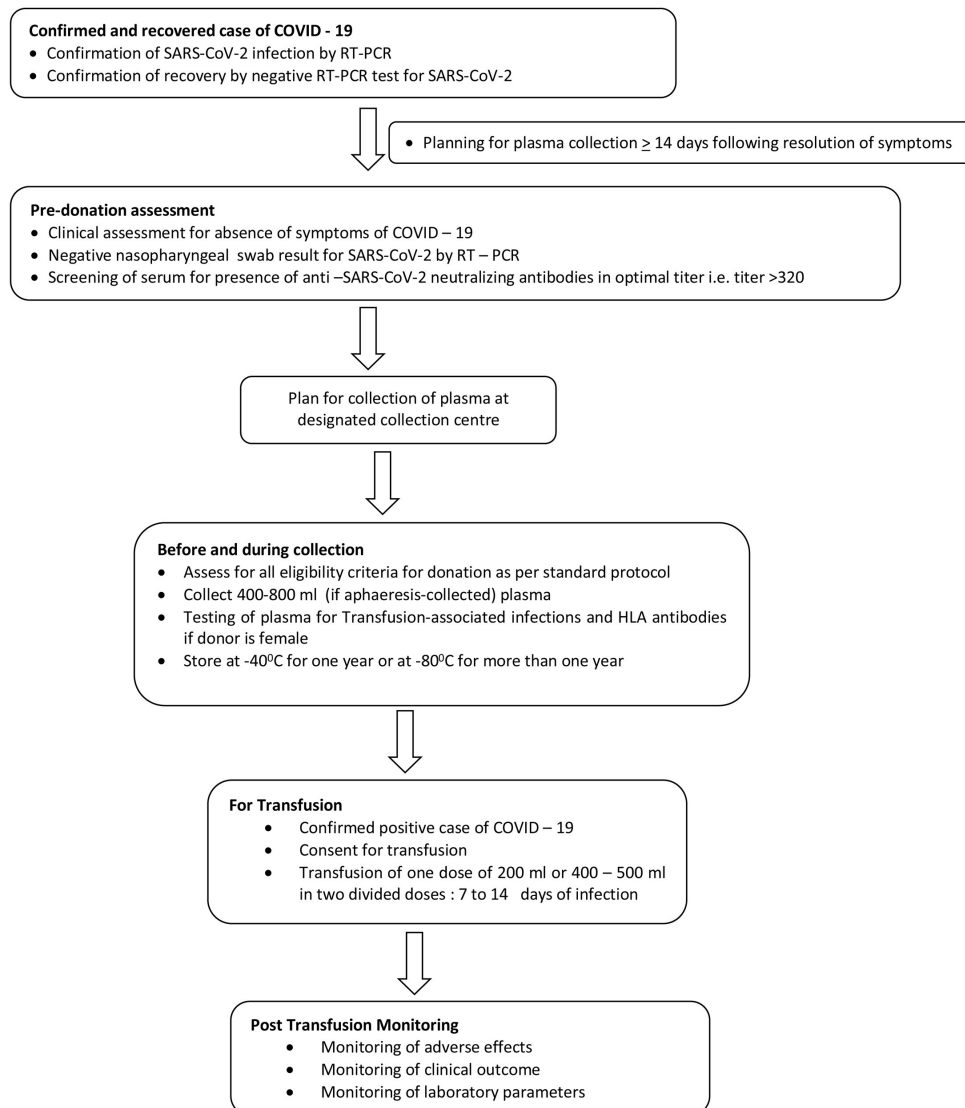 Confirmed and recovered case of COVID - 19
• Confirmation of SARS-CoV-2 infection by RT-PCR
• Confirmation of recovery by negative RT-PCR test for SARS-CoV-2
• Planning for plasma collection ≥ 14 days following resolution of symptoms
Pre-donation assessment
• Clinical assessment for absence of symptoms of COVID – 19
• Negative nasopharyngeal swab result for SARS-CoV-2 by RT – PCR
• Screening of serum for presence of anti –SARS-CoV-2 neutralizing antibodies in optimal titer i.e. titer >320
Plan for collection of plasma at
designated collection centre
Before and during collection
• Assess for all eligibility criteria for donation as per standard protocol
• Collect 400-800 ml (if aphaeresis-collected) plasma
• Testing of plasma for Transfusion-associated infections and HLA antibodies
if donor is female
• Store at -40⁰C for one year or at -80⁰C for more than one year
For Transfusion
• Confirmed positive case of COVID – 19
• Consent for transfusion
• Transfusion of one dose of 200 ml or 400 – 500 ml
in two divided doses : 7 to 14 days of infection
Post Transfusion Monitoring
• Monitoring of adverse effects
• Monitoring of clinical outcome
• Monitoring of laboratory parameters